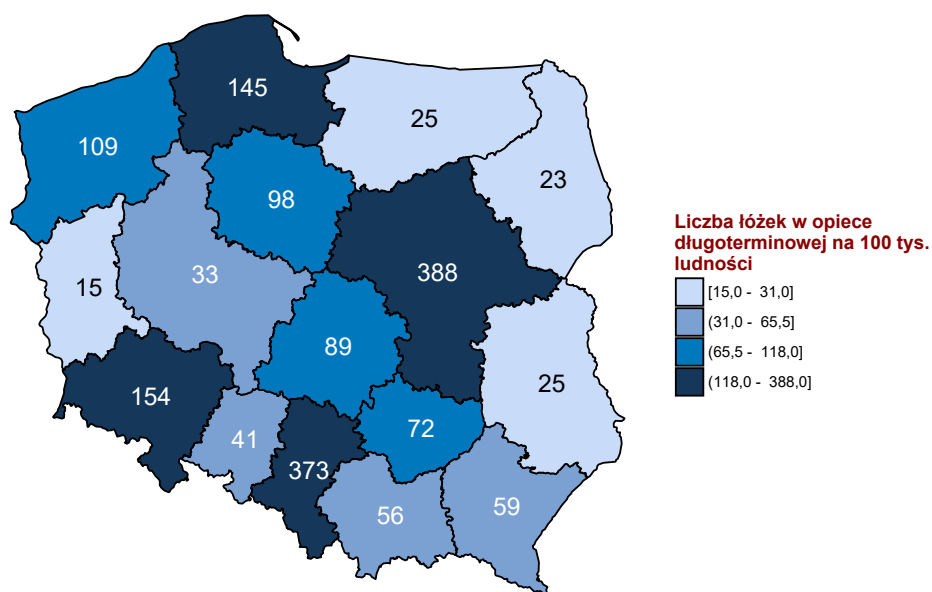 145
25
109
23
98
388
33
15
89
25
154
72
41
373
59
56
Liczba łóżek w opiece
długoterminowej na 100 tys.
ludności
[15,0 - 31,0]
(31,0 - 65,5]
(65,5 - 118,0]
(118,0 - 388,0]